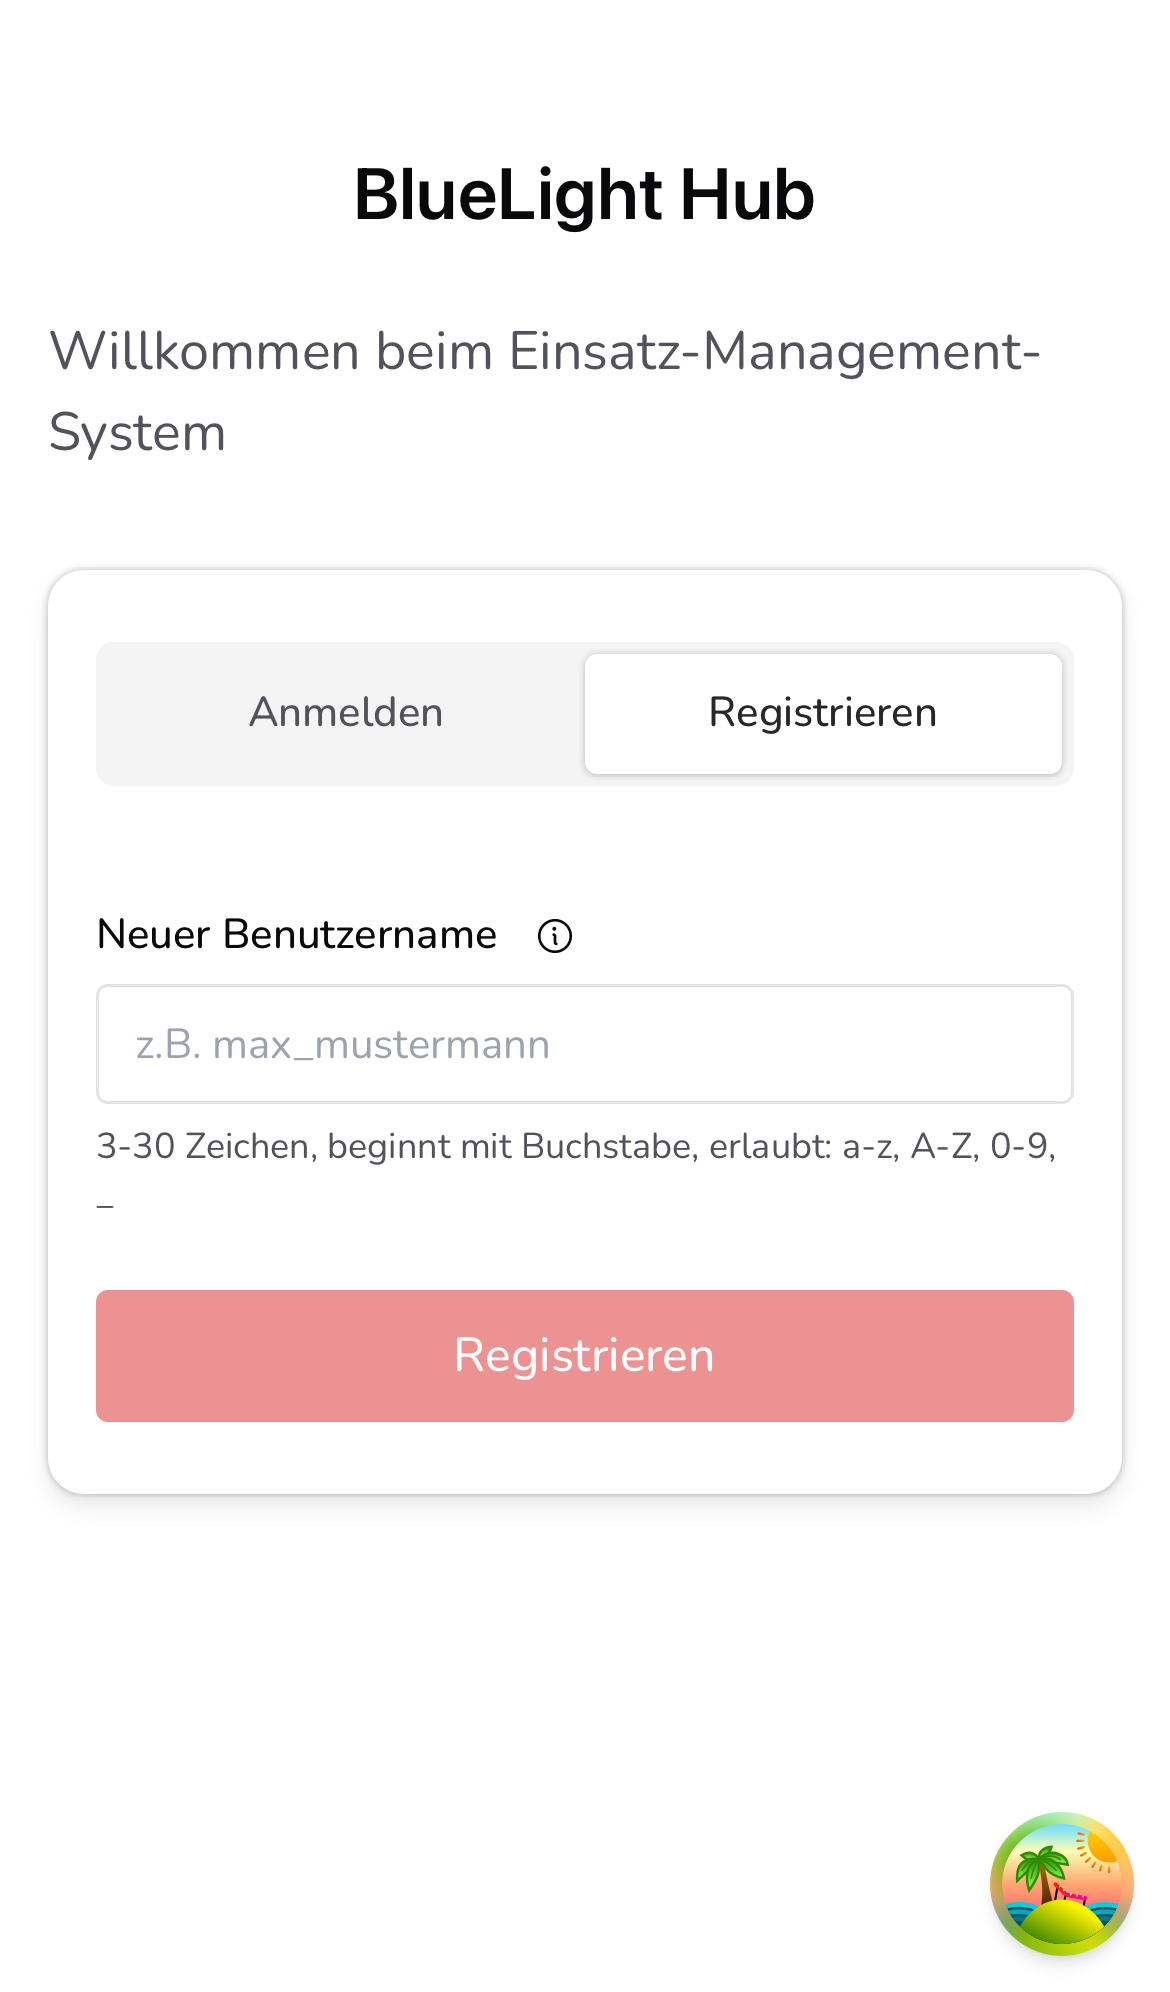 BlueLight Hub
Willkommen beim Einsatz-Management-
System
Anmelden
Registrieren
Neuer Benutzername
z.B. max_mustermann
3-30 Zeichen, beginnt mit Buchstabe, erlaubt: a-z, A-Z, 0-9,
_
Registrieren